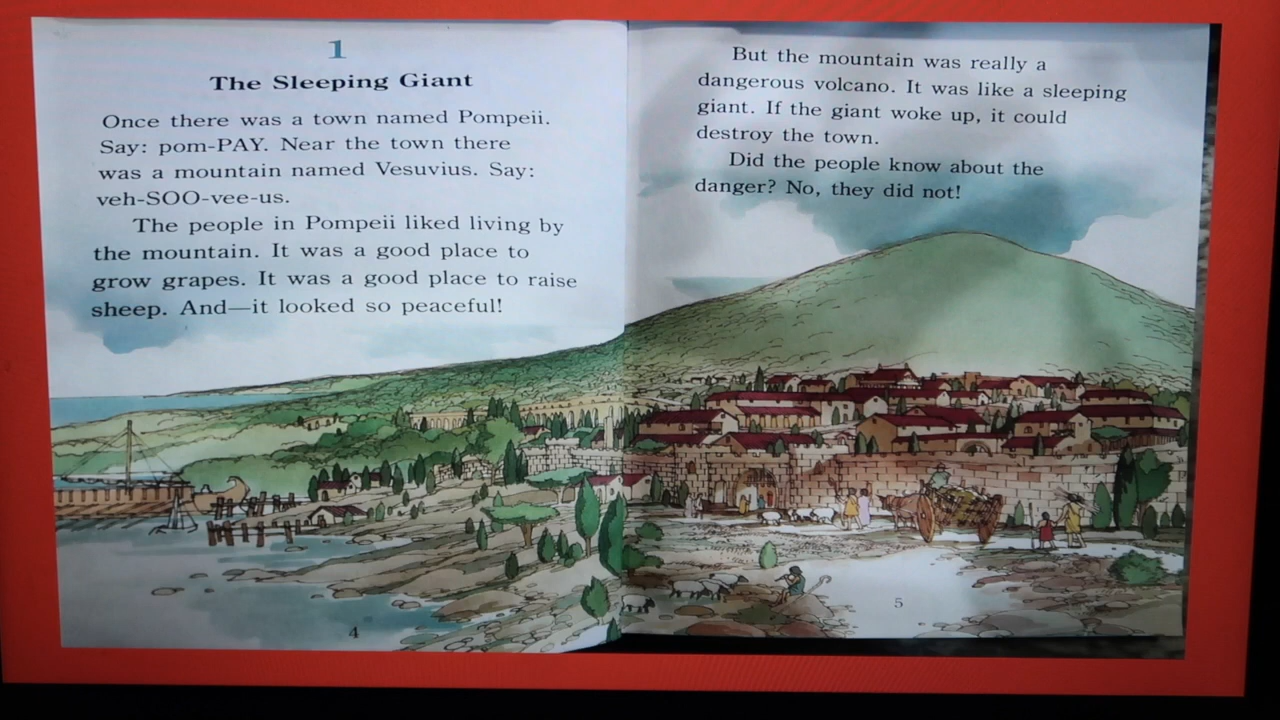 1
The Sleeping Giant
Once there was a town named Pompeii.
Say: pom-PAY. Near the town there
was a mountain named Vesuvius. Say:
veh-SOO-vee-us.
The people in Pompeii liked living by
the mountain. It was a good place to
grow grapes. It was a good place to raise
sheep. And—it looked so peaceful!
4
But the mountain was really a
dangerous volcano. It was like a sleeping
giant. If the giant woke up, it could
destroy the town.
Did the people know about the
danger? No, they did not!
5